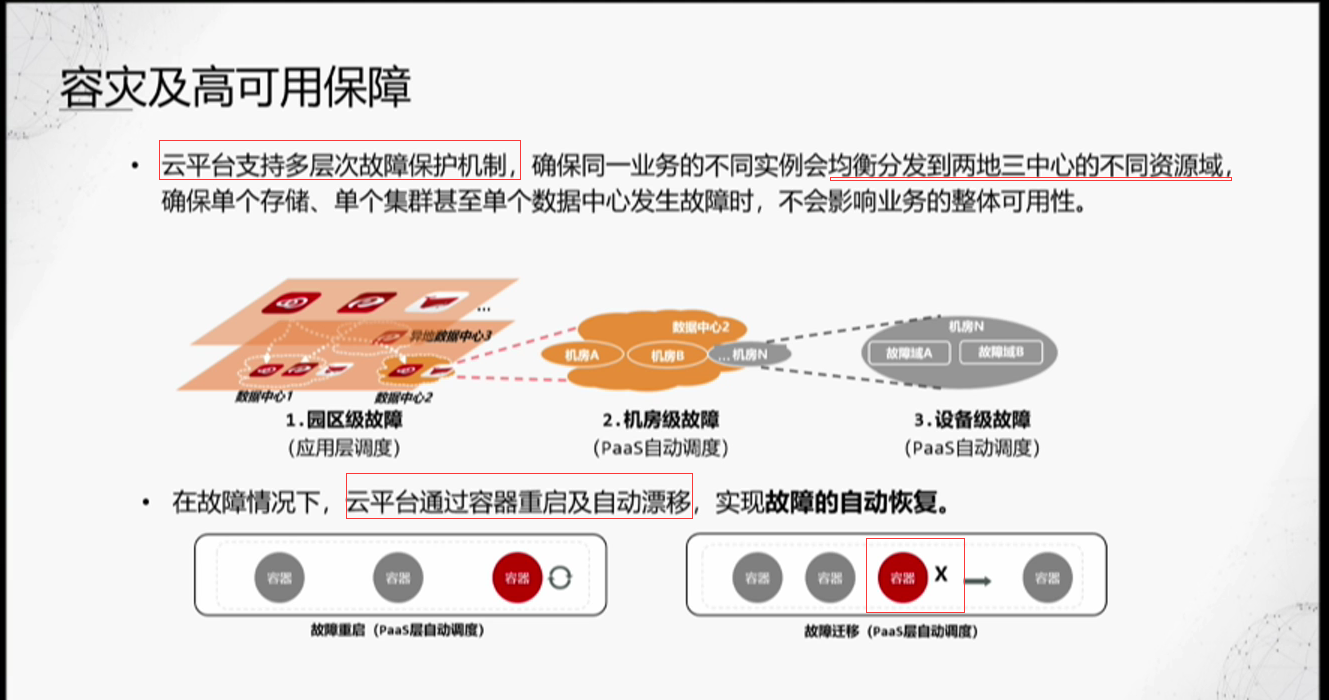 容灾及高可用保障
• 云平台支持多层次故障保护机制，确保同一业务的不同实例会均衡分发到两地三中心的不同资源域，
确保单个存储、单个集群甚至单个数据中心发生故障时，不会影响业务的整体可用性。
...
异地数据中心3
数据中心1
数据中心2
1.园区级故障
（应用层调度）
数据中心2
机房A
机房B
...机房N
2.机房级故障
（PaaS自动调度）
机房N
故障域A
故障域B
3.设备级故障
（PaaS自动调度）
• 在故障情况下，云平台通过容器重启及自动漂移，实现故障的自动恢复。
容器
容器
容器
故障重启（PaaS层自动调度）
容器
容器
容器
X
容器
故障迁移（PaaS层自动调度）